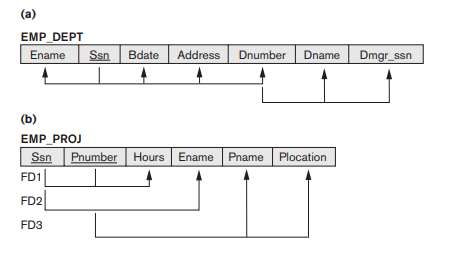 (a)
EMP_DEPT
Ename Ssn Bdate Address Dnumber Dname Dmgr_ssn
(b)
EMP_PROJ
Ssn Pnumber Hours Ename Pname Plocation
FD1
FD2
FD3